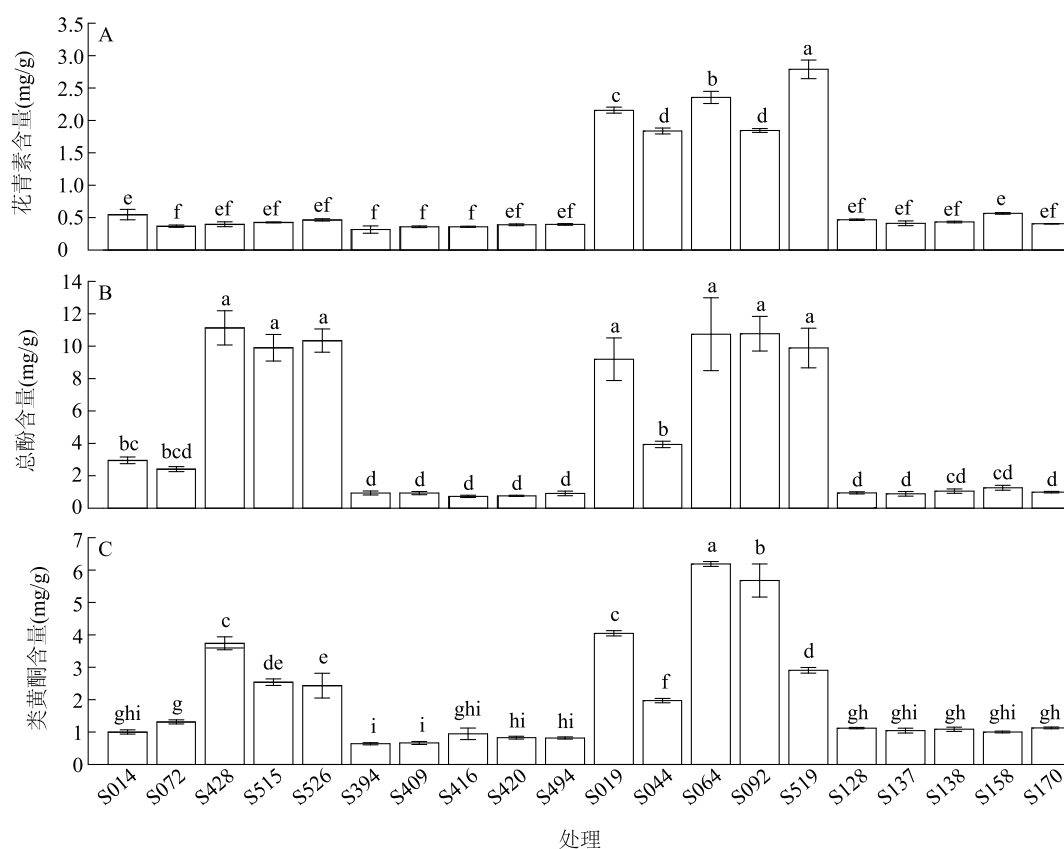 A
花青素含量(mg/g)
3.5
3.0
2.5
2.0
1.5
1.0
0.5
0
e f ef ef ef f f f ef ef c d b d a ef ef ef e ef
B
总酚含量(mg/g)
14
12
10
8
6
4
2
0
bc bcd a a a d d d d d a b a a a d d cd cd d
C
类黄酮含量(mg/g)
7
6
5
4
3
2
1
0
ghi g c de e i i ghi hi hi c f a b d gh ghi gh ghi gh
S014 S072 S428 S515 S526 S394 S409 S416 S420 S494 S019 S044 S064 S092 S519 S128 S137 S138 S158 S170
处理